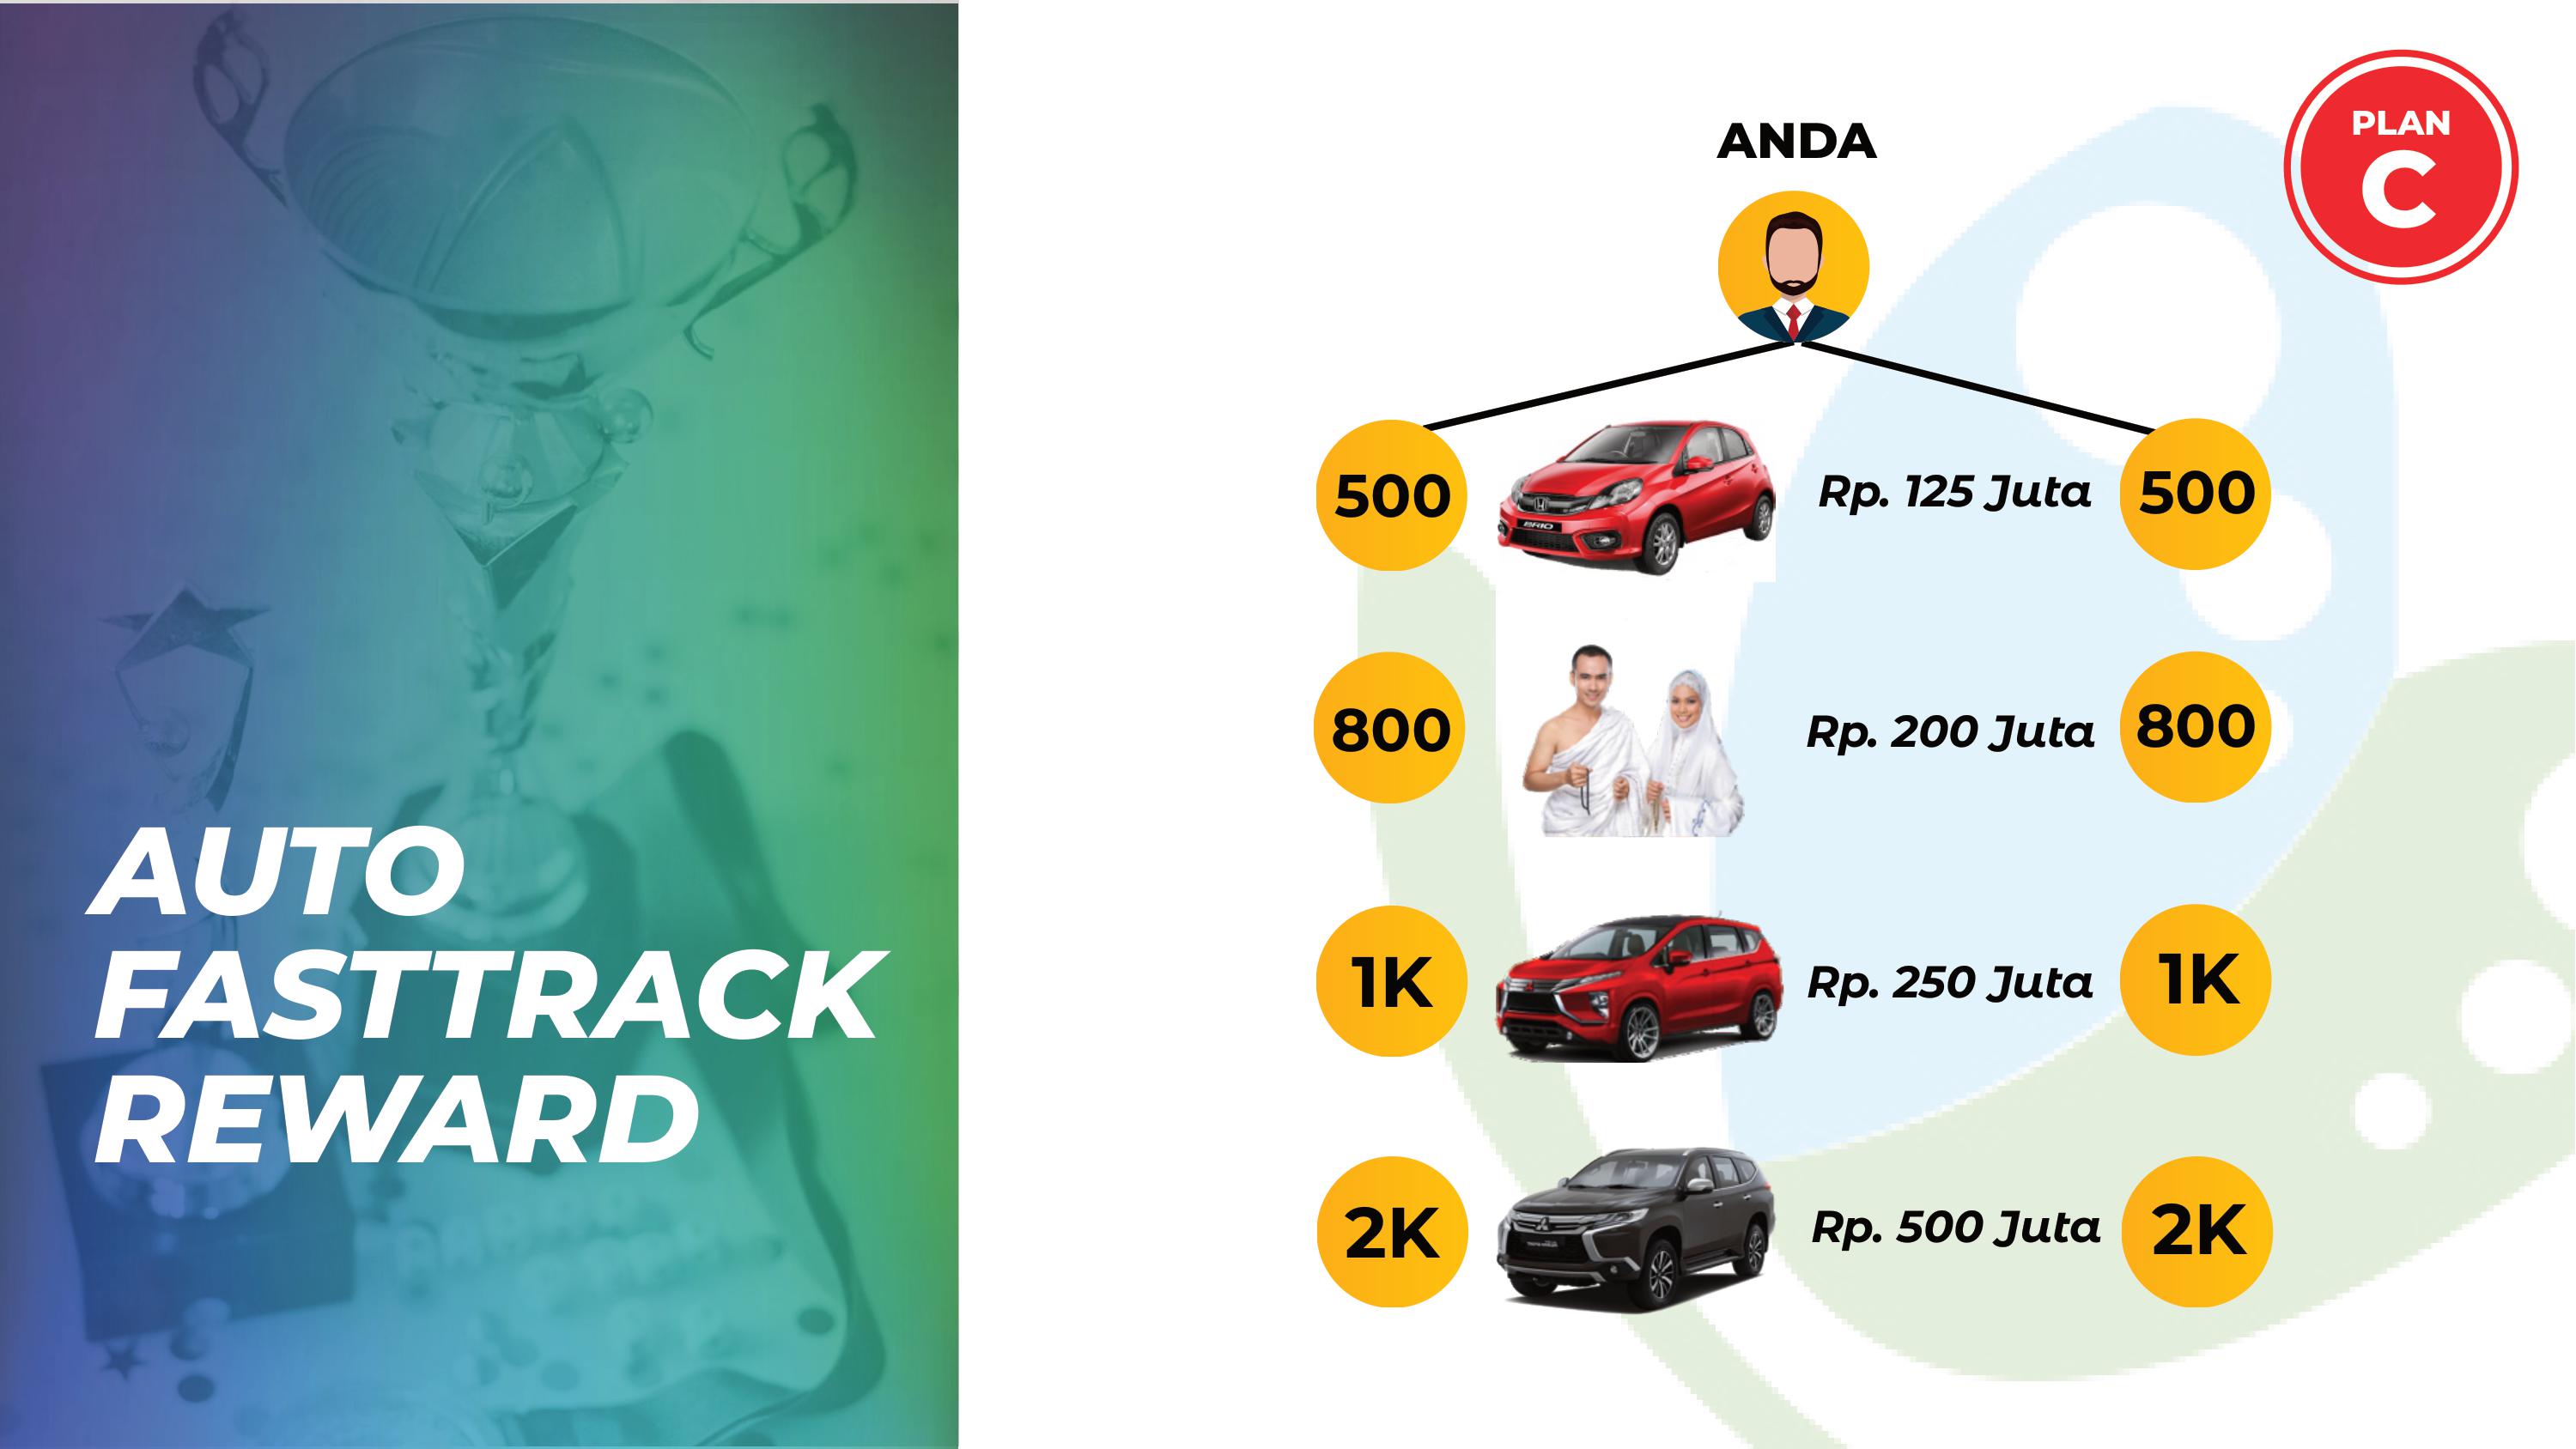 PLAN
C
ANDA
AUTO
FASTTRACK
REWARD
500 Rp. 125 Juta 500
BRIO
800 Rp. 200 Juta 800
1K Rp. 250 Juta 1K
2K Rp. 500 Juta 2K